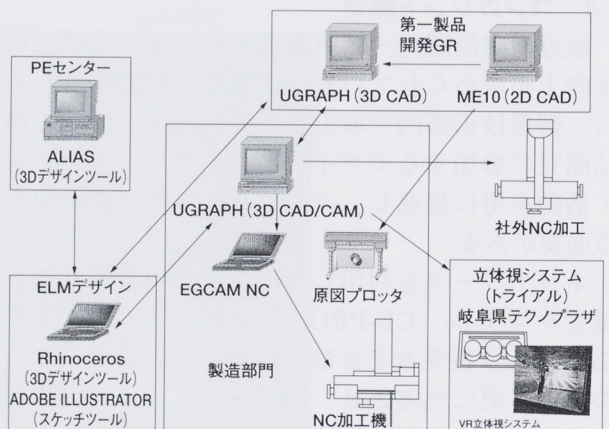 第一製品
開発GR
UGRAPH(3D CAD)
ME10(2D CAD)
PEセンター
ALIAS
(3Dデザインツール)
UGRAPH(3D CAD/CAM)
社外NC加工
EGCAM NC
原図プロッタ
製造部門
NC加工機
ELMデザイン
Rhinoceros
(3Dデザインツール)
ADOBE ILLUSTRATOR
(スケッチツール)
立体視システム
(トライアル)
岐阜県テクノプラザ
VR立体視システム